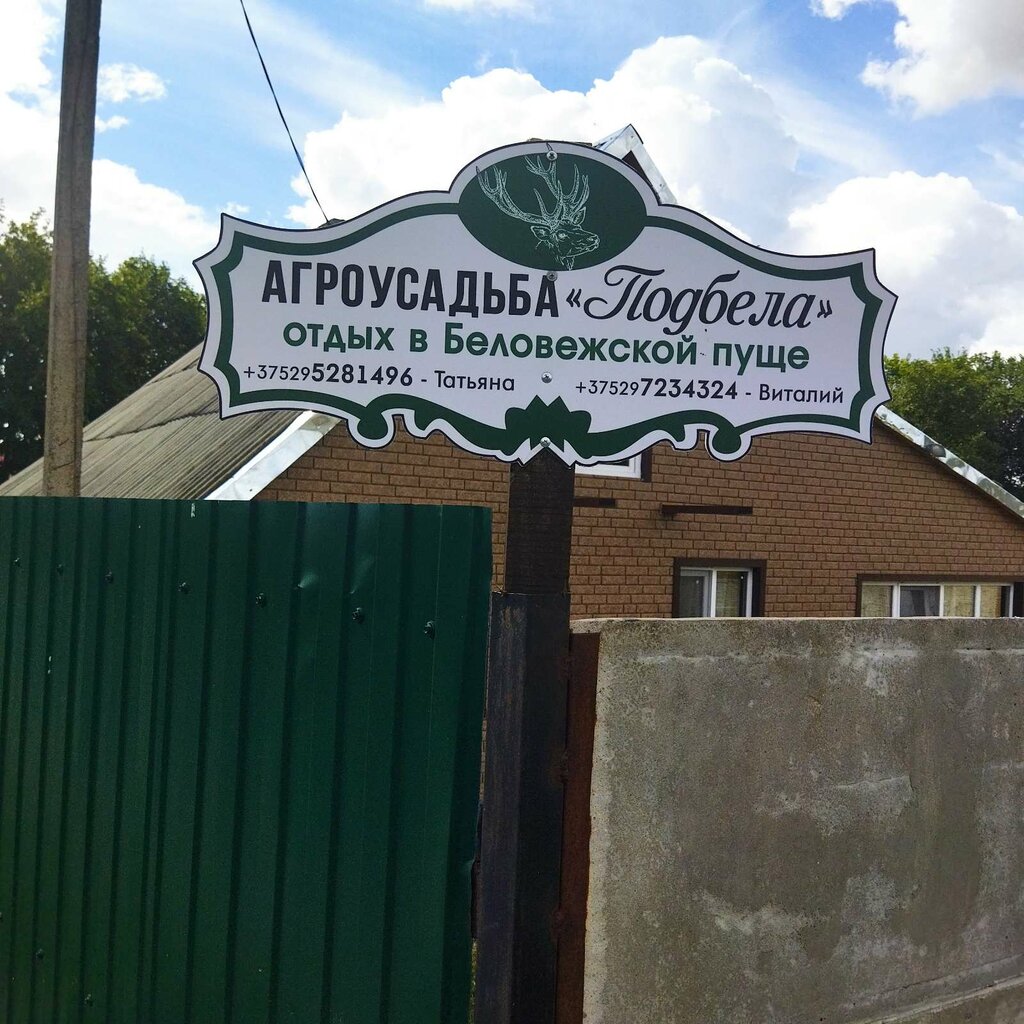 АГРОУСАДЬБА «Подбела»
отдых в Беловежской пуще
+375295281496 - Татьяна +375297234324 - Виталий